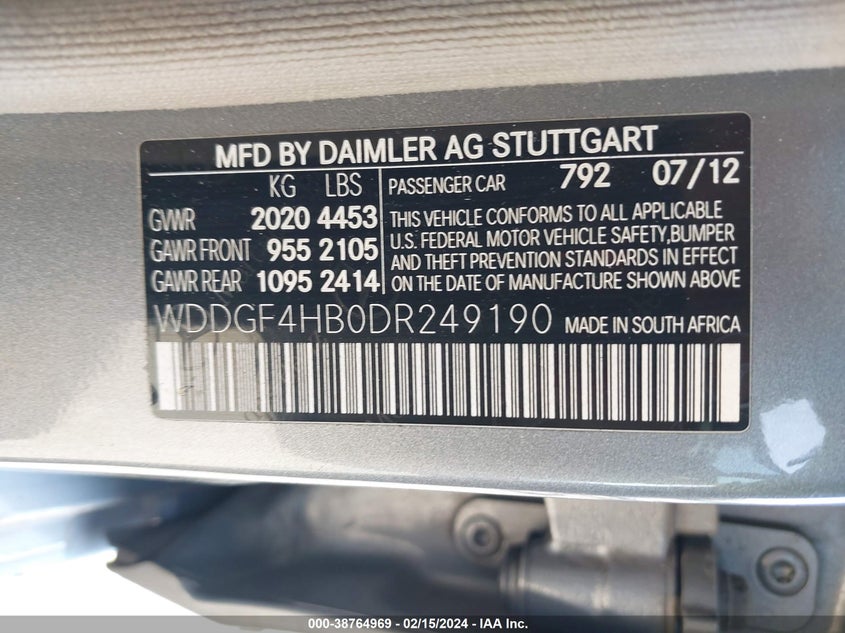 MFD BY DAIMLER AG STUTTGART
KG LBS
GVWR 2020 4453
GAWR FRONT 955 2105
GAWR REAR 1095 2414
PASSENGER CAR 792 07/12
THIS VEHICLE CONFORMS TO ALL APPLICABLE
U.S. FEDERAL MOTOR VEHICLE SAFETY,BUMPER
AND THEFT PREVENTION STANDARDS IN EFFECT
ON THE DATE OF MANUFACTURE SHOWN ABOVE
WDDGF4HB0DR249190 MADE IN SOUTH AFRICA
000-38764969 - 02/15/2024 - IAA Inc.